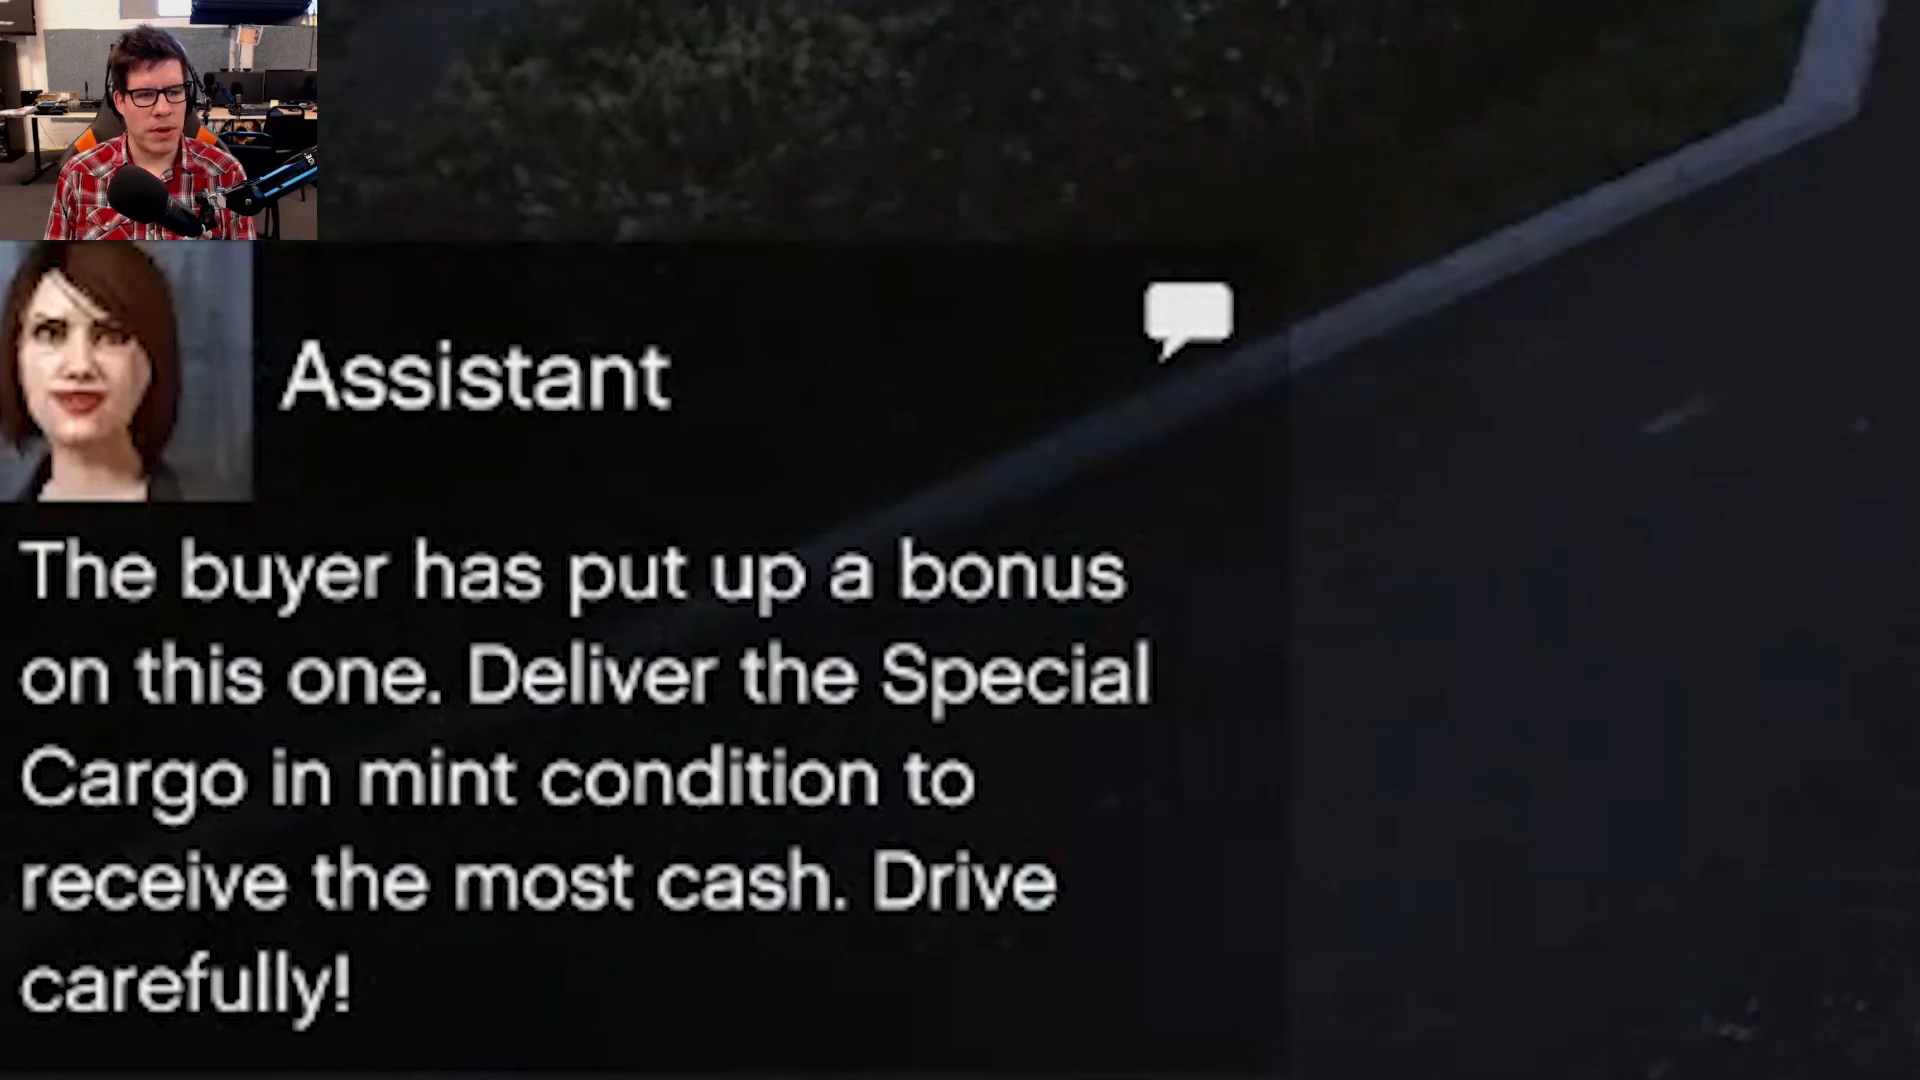 Assistant
The buyer has put up a bonus
on this one. Deliver the Special
Cargo in mint condition to
receive the most cash. Drive
carefully!